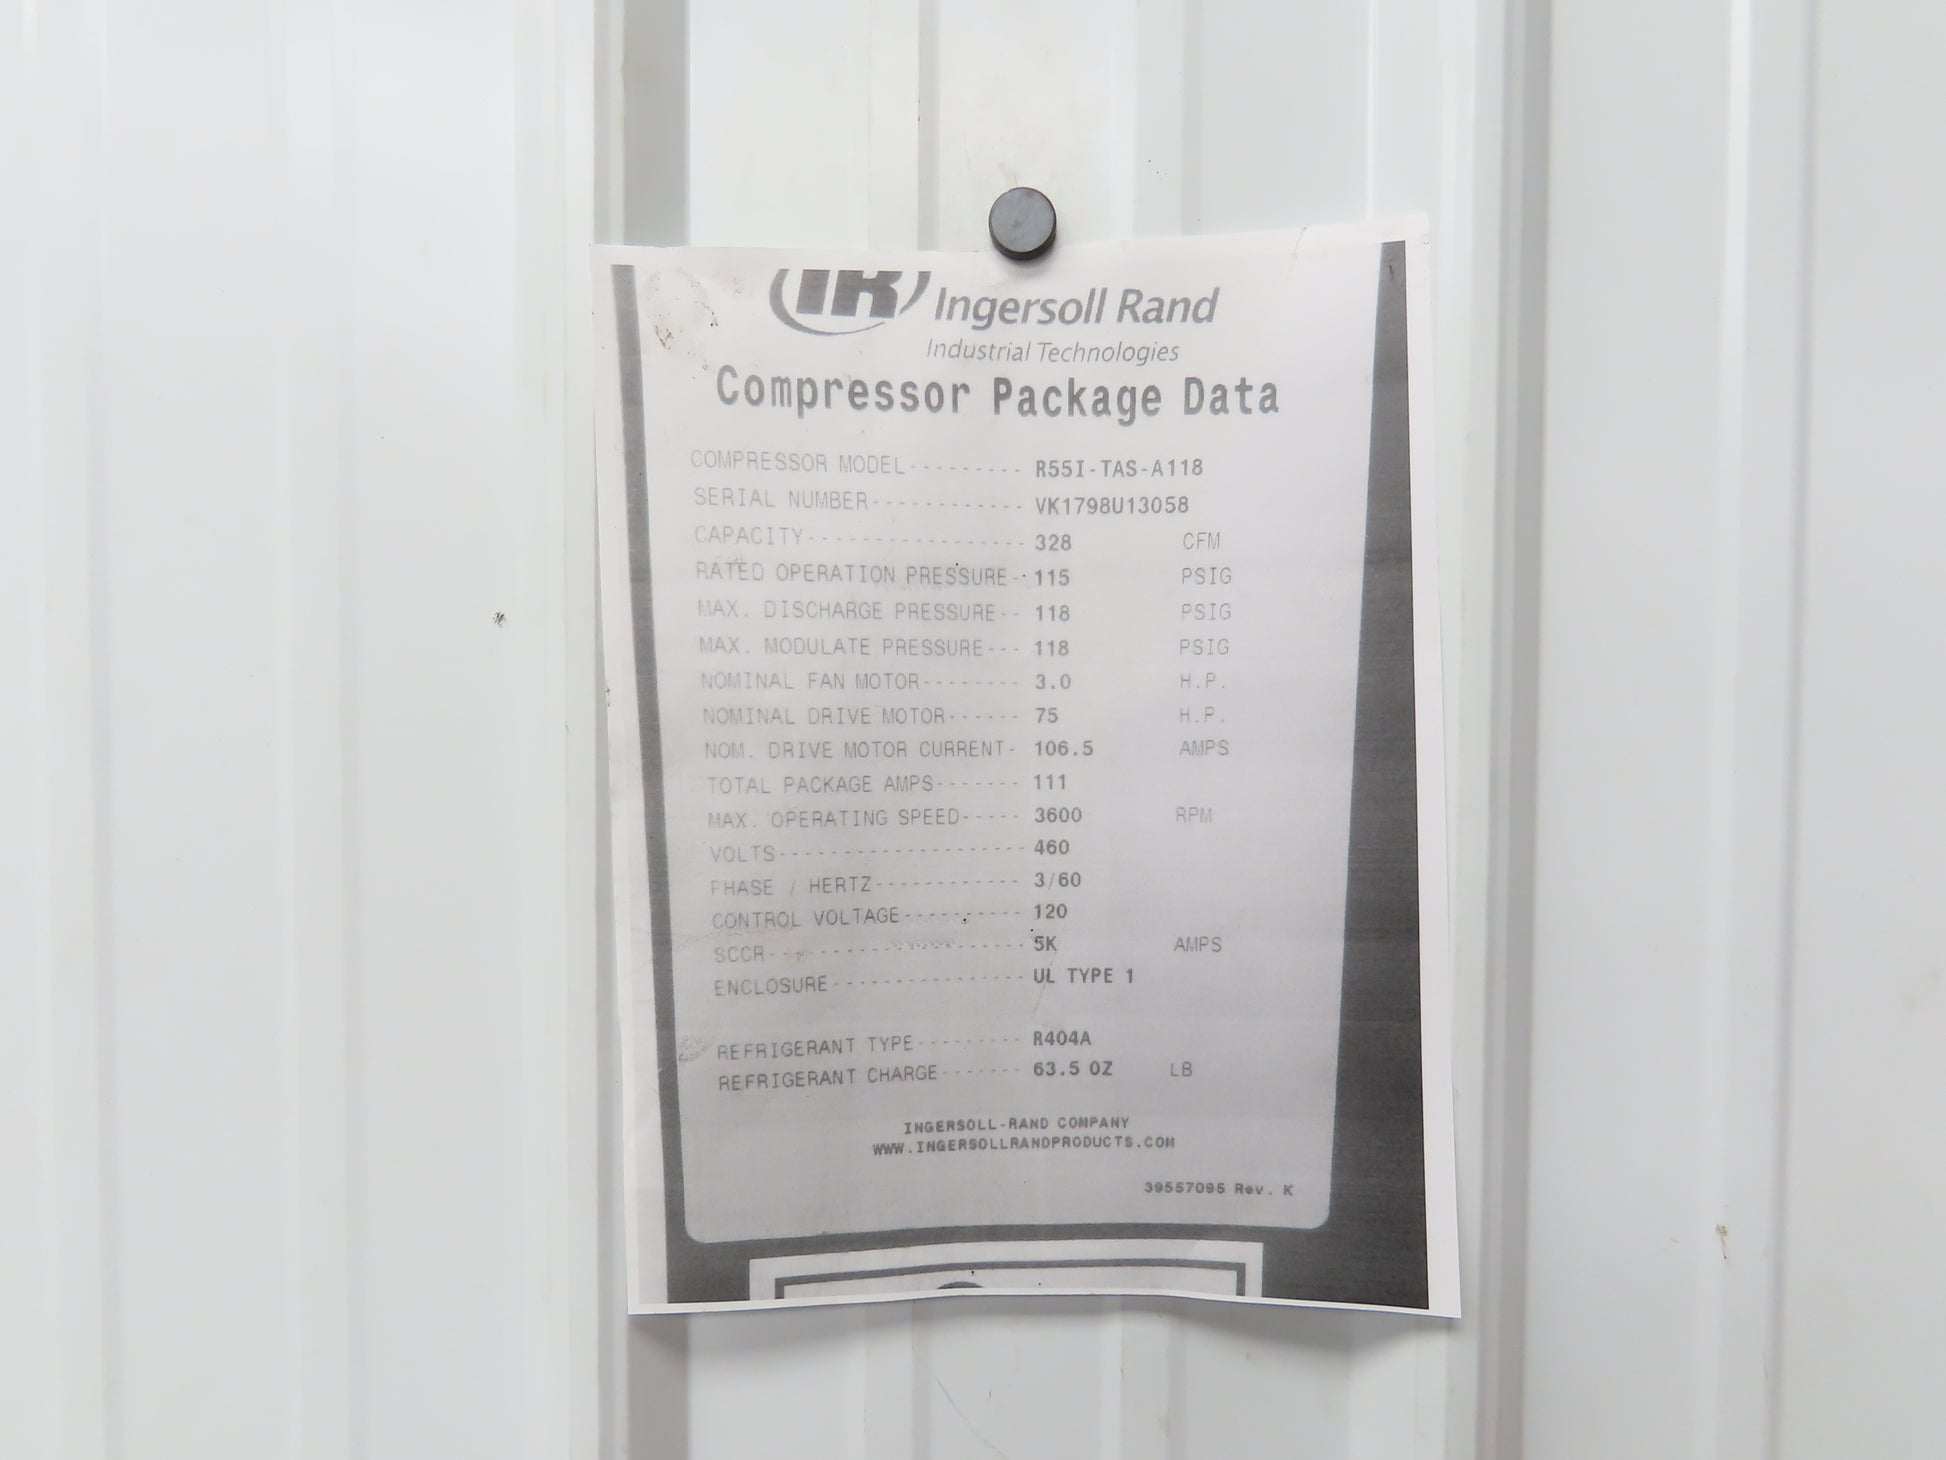 IR Ingersoll Rand
Industrial Technologies
Compressor Package Data
COMPRESSOR MODEL --------- R55I-TAS-A118
SERIAL NUMBER ------------ VK1798U13058
CAPACITY ----------------- 328 CFM
RATED OPERATION PRESSURE -- 115 PSIG
MAX. DISCHARGE PRESSURE -- 118 PSIG
MAX. MODULATE PRESSURE --- 118 PSIG
NOMINAL FAN MOTOR -------- 3.0 H.P.
NOMINAL DRIVE MOTOR ------ 75 H.P.
NOM. DRIVE MOTOR CURRENT - 106.5 AMPS
TOTAL PACKAGE AMPS ------- 111
MAX. OPERATING SPEED ----- 3600 RPM
VOLTS -------------------- 460
PHASE / HERTZ ------------ 3/60
CONTROL VOLTAGE ---------- 120
SCCR --------------------- 5K AMPS
ENCLOSURE ---------------- UL TYPE 1
REFRIGERANT TYPE --------- R404A
REFRIGERANT CHARGE ------- 63.5 OZ LB
INGERSOLL-RAND COMPANY
WWW.INGERSOLLRANDPRODUCTS.COM
39557095 Rev. K